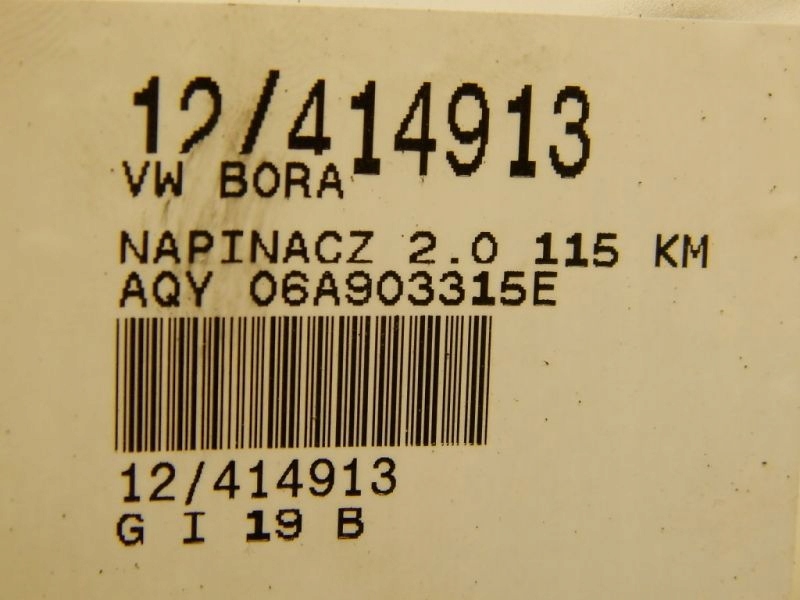 12/414913
VW BORA
NAPINACZ 2.0 115 KM
AQY 06A903315E
12/414913
G I 19 B